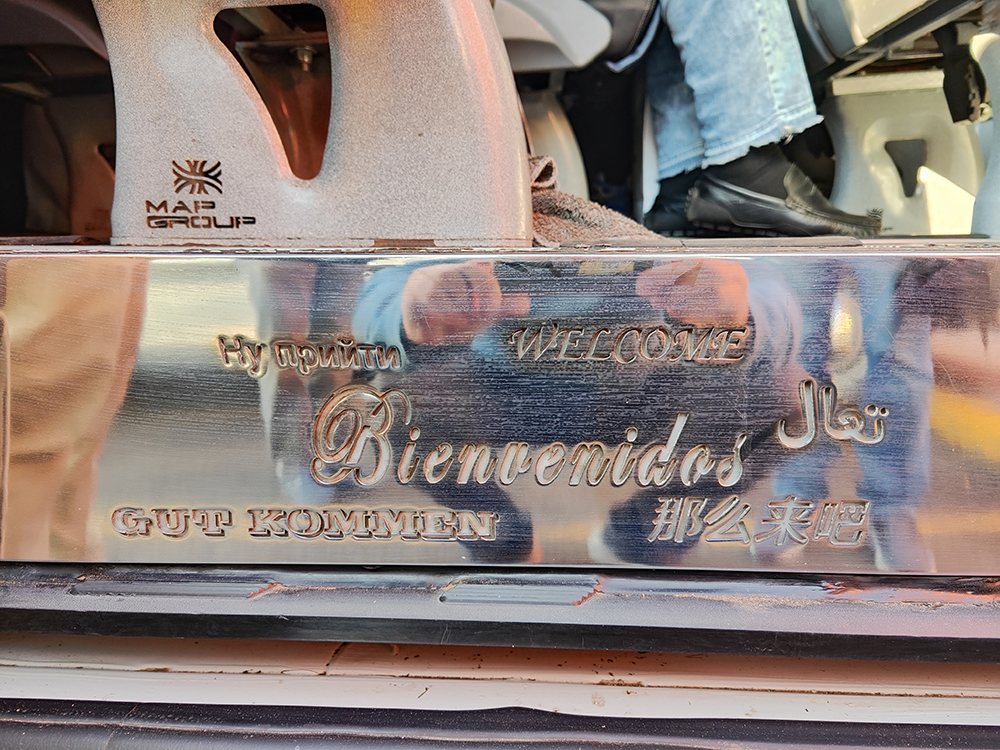 MAP
GROUP
Ну прийти
WELCOME
Bienvenidos
تعال
GUT KOMMEN
那么来吧